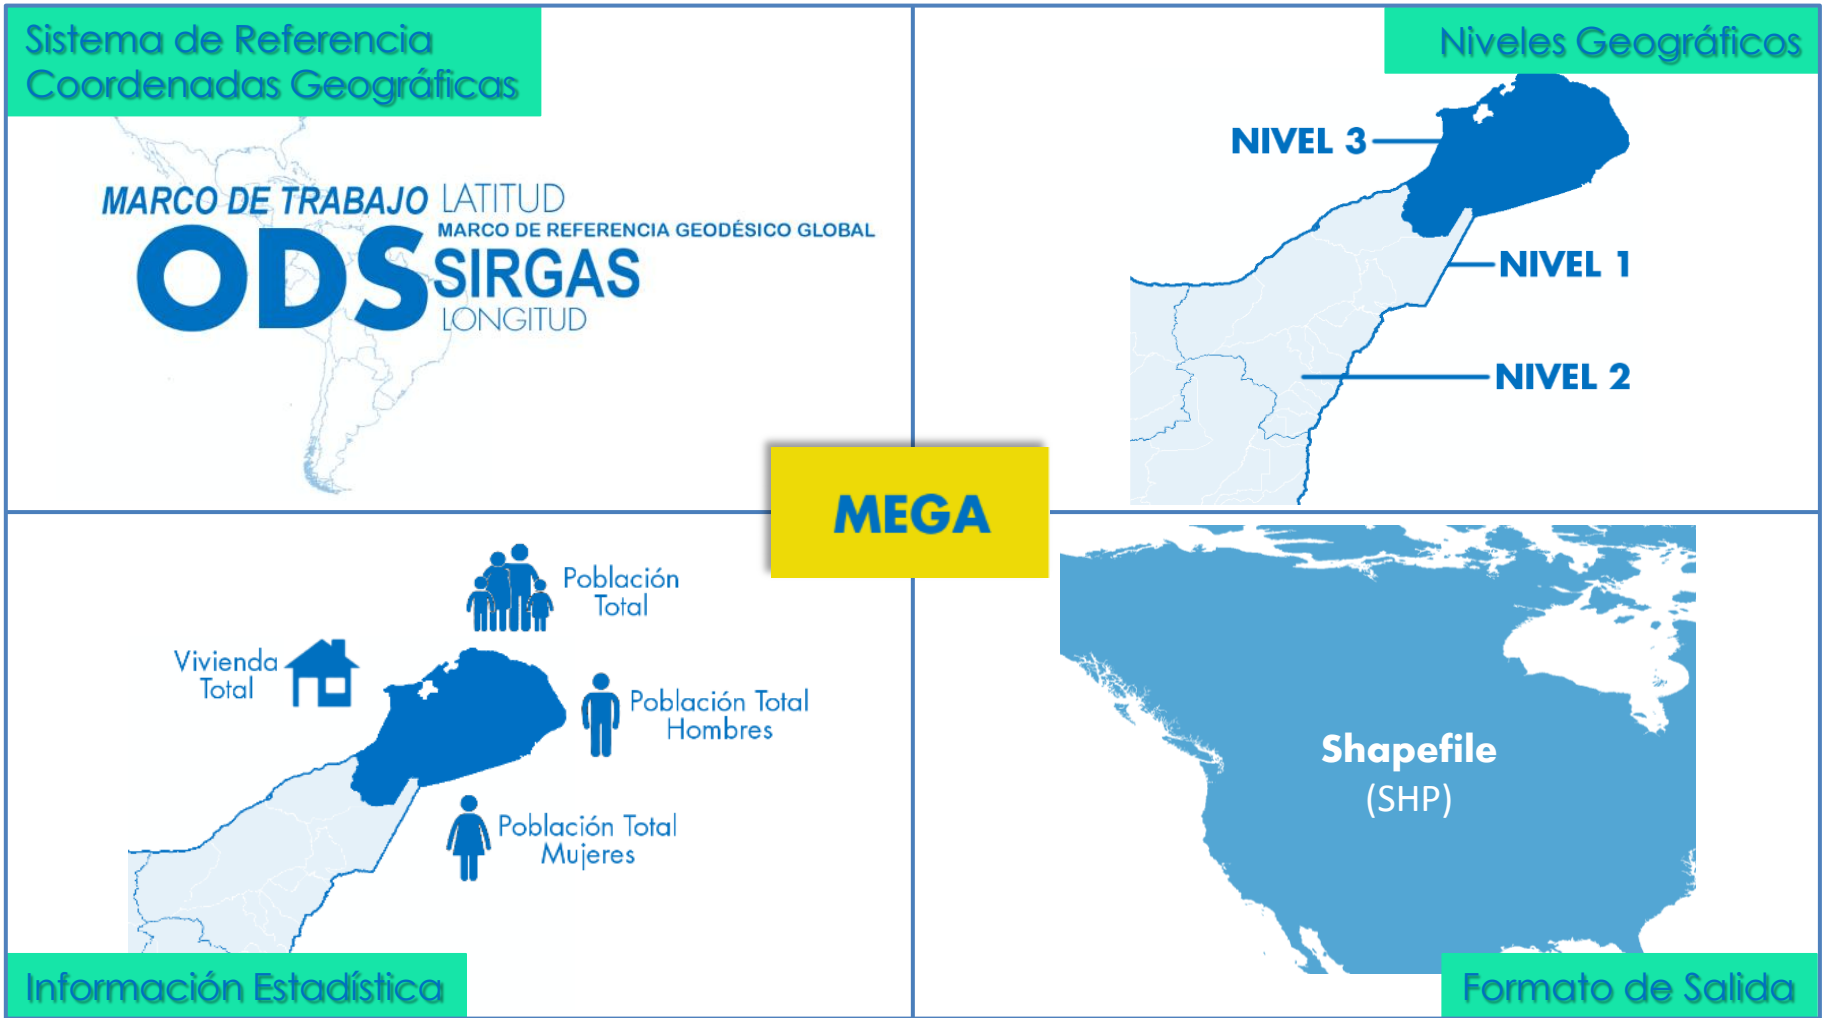 Sistema de Referencia
Coordenadas Geográficas
MARCO DE TRABAJO LATITUD
MARCO DE REFERENCIA GEODÉSICO GLOBAL
ODS SIRGAS
LONGITUD
Niveles Geográficos
NIVEL 3
NIVEL 1
NIVEL 2
MEGA
Población
Total
Vivienda
Total
Población Total
Hombres
Población Total
Mujeres
Información Estadística
Shapefile
(SHP)
Formato de Salida